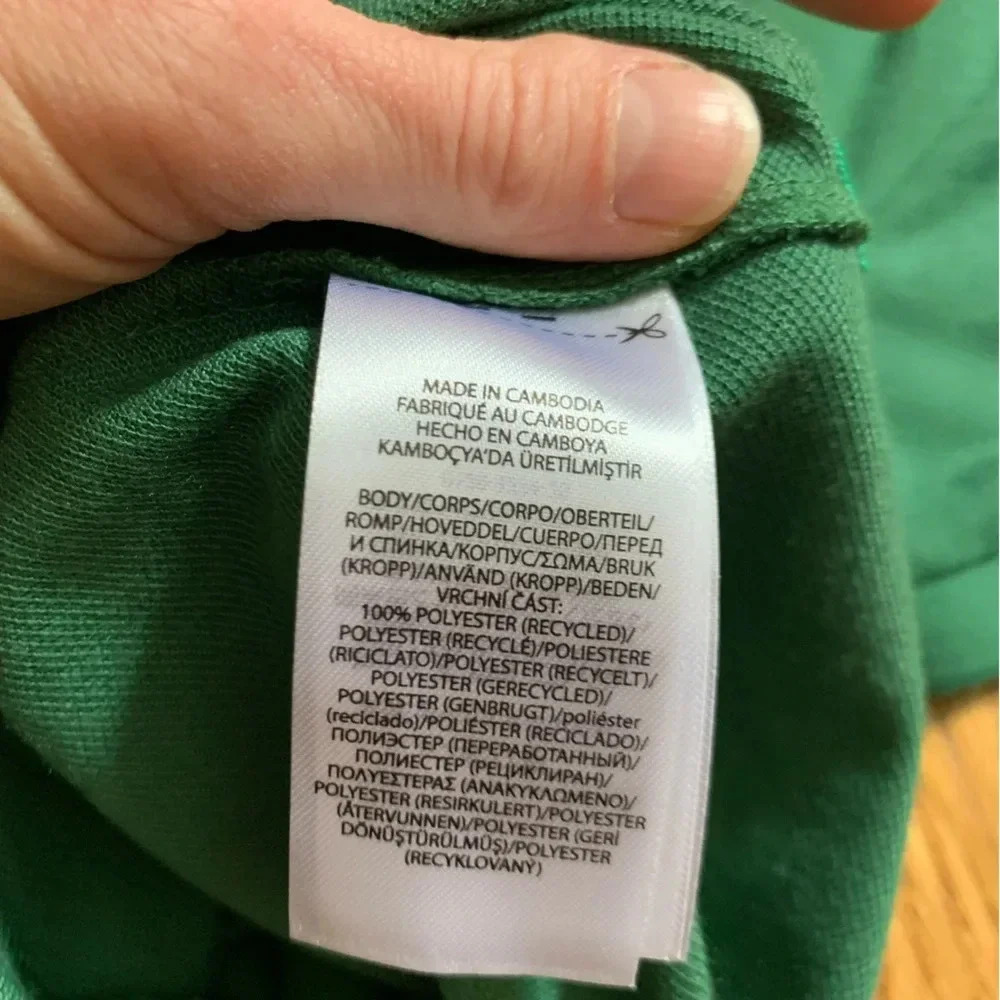 MADE IN CAMBODIA
FABRIQUÉ AU CAMBODGE
HECHO EN CAMBOYA
KAMBOÇYA'DA ÜRETİLMİŞTİR
BODY/CORPS/CORPO/OBERTEIL/
ROMP/HOVEDDEL/CUERPO/ПЕРЕД
И СПИНКА/КОРПУС/ΣΩΜΑ/BRUK
(KROPP)/ANVÄND (KROPP)/BEDEN/
VRCHNÍ ČÁST:
100% POLYESTER (RECYCLED)/
POLYESTER (RECYCLÉ)/POLIESTERE
(RICICLATO)/POLYESTER (RECYCELT)/
POLYESTER (GERECYCLED)/
POLYESTER (GENBRUGT)/poliéster
(reciclado)/POLIÉSTER (RECICLADO)/
ПОЛИЭСТЕР (ПЕРЕРАБОТАННЫЙ)/
ПОЛИЕСТЕР (РЕЦИКЛИРАН)/
ΠΟΛΥΕΣΤΕΡΑΣ (ΑΝΑΚΥΚΛΩΜΕΝΟ)/
POLYESTER (RESIRKULERT)/POLYESTER
(ÅTERVUNNEN)/POLYESTER (GERİ
DÖNÜŞTÜRÜLMÜŞ)/POLYESTER
(RECYKLOVANÝ)